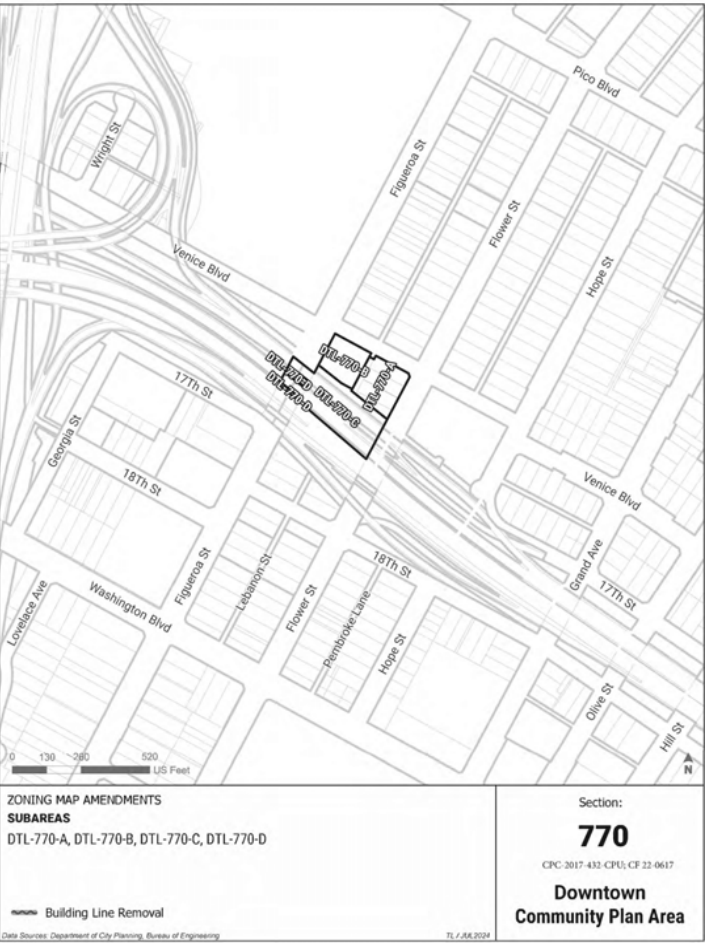 Pico Blvd
Wright St
Figueroa St
Flower St
Hope St
Venice Blvd
DTL-770-B
DTL-770-A
DTL-770-D
DTL-770-C
DTL-770-D
17Th St
Georgia St
18Th St
Venice Blvd
Figueroa St
Lebanon St
Flower St
18Th St
Grand Ave
17Th St
Lovelace Ave
Washington Blvd
Pembroke Lane
Hope St
Olive St
Hill St
0 130 260 520
US Feet
N
ZONING MAP AMENDMENTS
SUBAREAS
DTL-770-A, DTL-770-B, DTL-770-C, DTL-770-D
Building Line Removal
Data Sources: Department of City Planning, Bureau of Engineering
TL / JUL2024
Section:
770
CPC-2017-432-CPU; CF 22-0617
Downtown
Community Plan Area